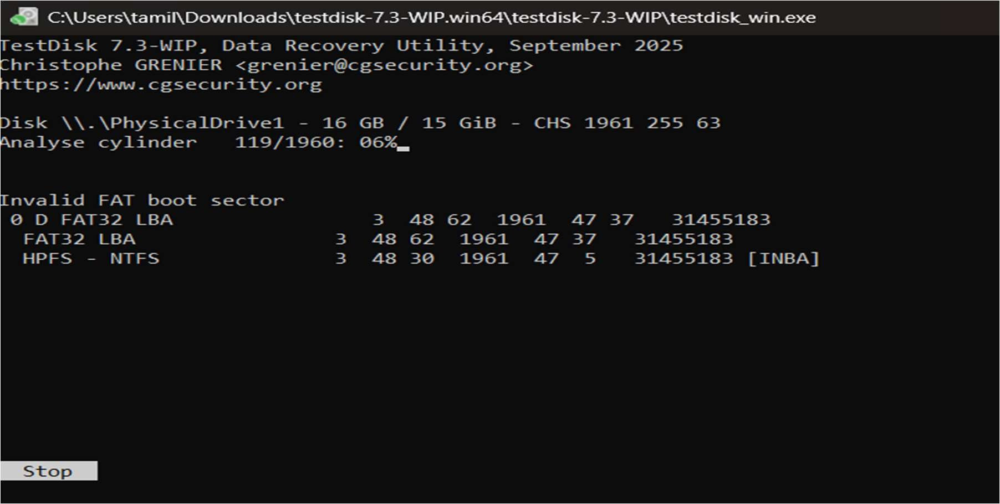 C:\Users\tamil\Downloads\testdisk-7.3-WIP.win64\testdisk-7.3-WIP\testdisk_win.exe
TestDisk 7.3-WIP, Data Recovery Utility, September 2025
Christophe GRENIER <grenier@cgsecurity.org>
https://www.cgsecurity.org
Disk \\.\PhysicalDrive1 - 16 GB / 15 GiB - CHS 1961 255 63
Analyse cylinder 119/1960: 06%
Invalid FAT boot sector
0 D FAT32 LBA 3 48 62 1961 47 37 31455183
FAT32 LBA 3 48 62 1961 47 37 31455183
HPFS - NTFS 3 48 30 1961 47 5 31455183 [INBA]
Stop